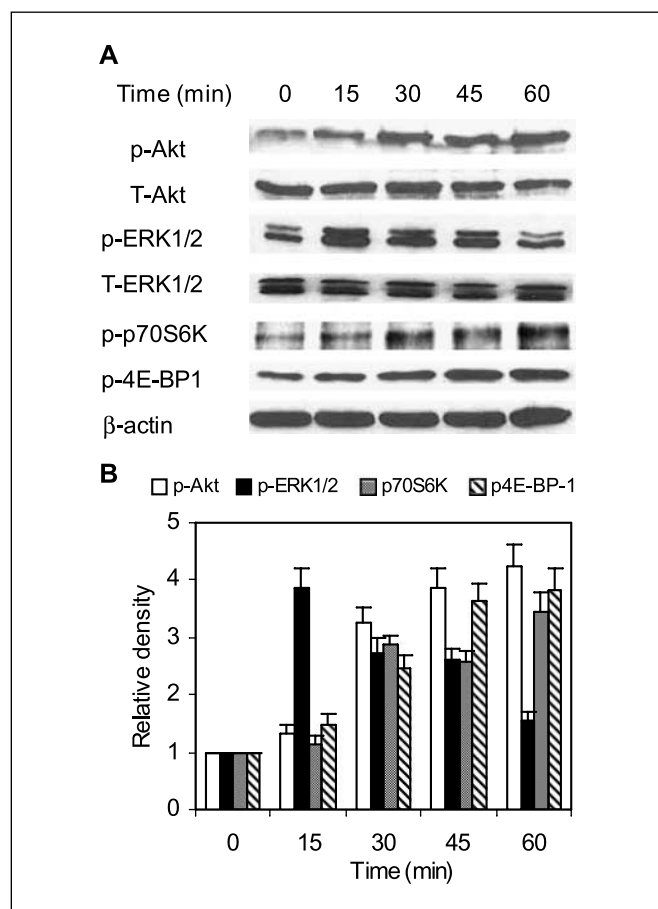 A
Time (min) 0 15 30 45 60
p-Akt
T-Akt
p-ERK1/2
T-ERK1/2
p-p70S6K
p-4E-BP1
β-actin
B
p-Akt p-ERK1/2 p70S6K p4E-BP-1
Relative density
5
4
3
2
1
0
0 15 30 45 60
Time (min)